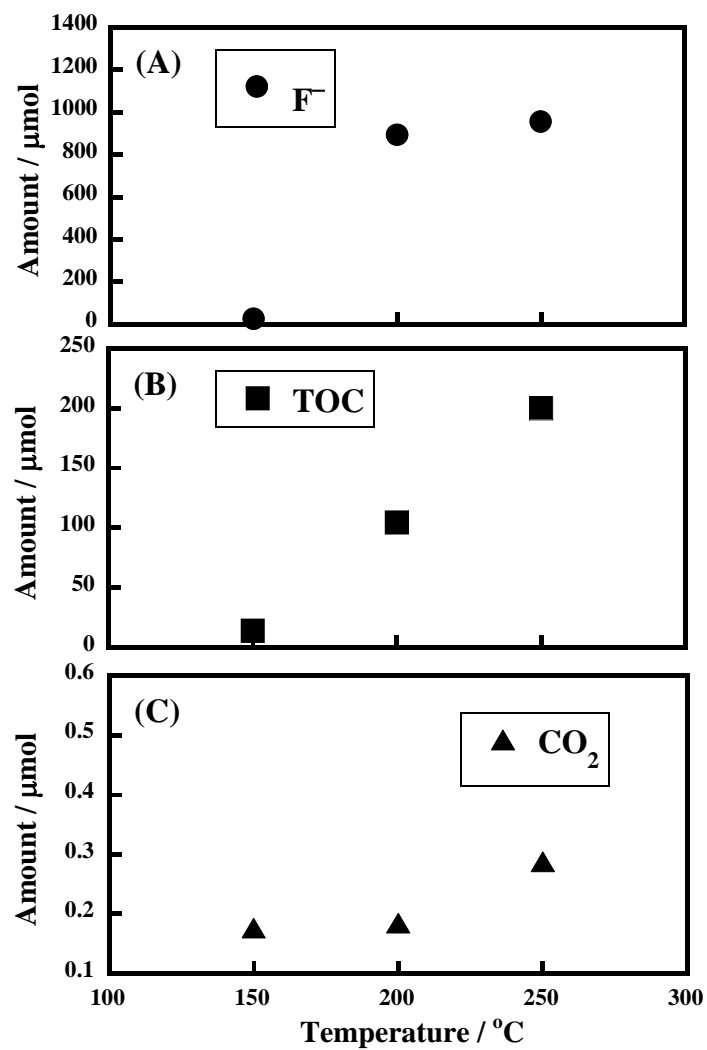 1400
(A)
F⁻
1200
1000
800
600
400
200
0
Amount / μmol
250
(B)
TOC
200
150
100
50
0
Amount / μmol
0.6
(C)
CO₂
0.5
0.4
0.3
0.2
0.1
Amount / μmol
100 150 200 250 300
Temperature / °C